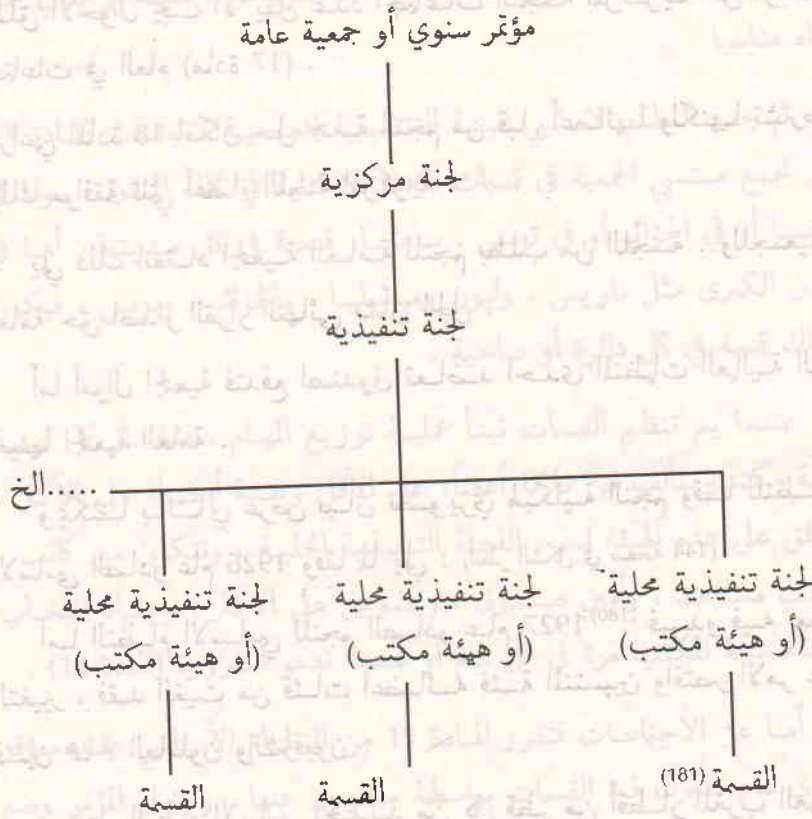 مؤتمر سنوي أو جمعية عامة
لجنة مركزية
لجنة تنفيذية
.....الخ
لجنة تنفيذية محلية لجنة تنفيذية محلية لجنة تنفيذية محلية
(أو هيئة مكتب) (أو هيئة مكتب) (أو هيئة مكتب)
القسمة (181) القسمة القسمة